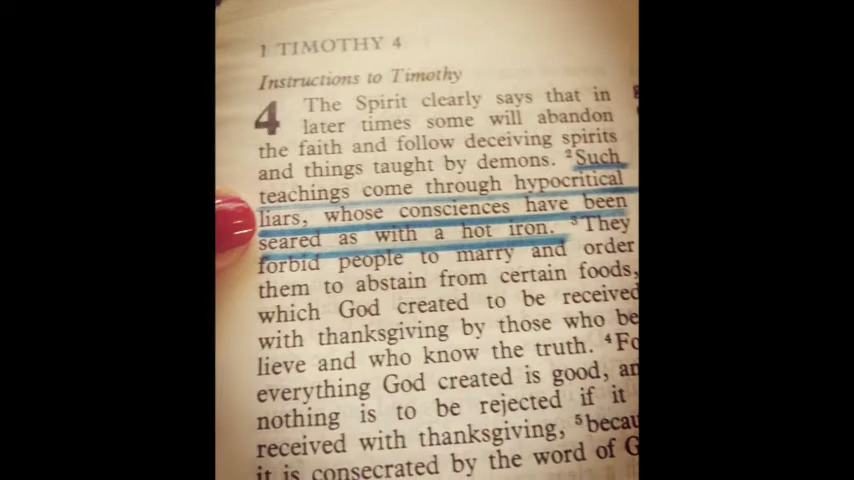 1 TIMOTHY 4
Instructions to Timothy
4 The Spirit clearly says that in
later times some will abandon
the faith and follow deceiving spirits
and things taught by demons. ²Such
teachings come through hypocritical
liars, whose consciences have been
seared as with a hot iron. ³They
forbid people to marry and order
them to abstain from certain foods,
which God created to be received
with thanksgiving by those who be
lieve and who know the truth. ⁴Fo
everything God created is good, an
nothing is to be rejected if it
received with thanksgiving, ⁵becau
it is consecrated by the word of G